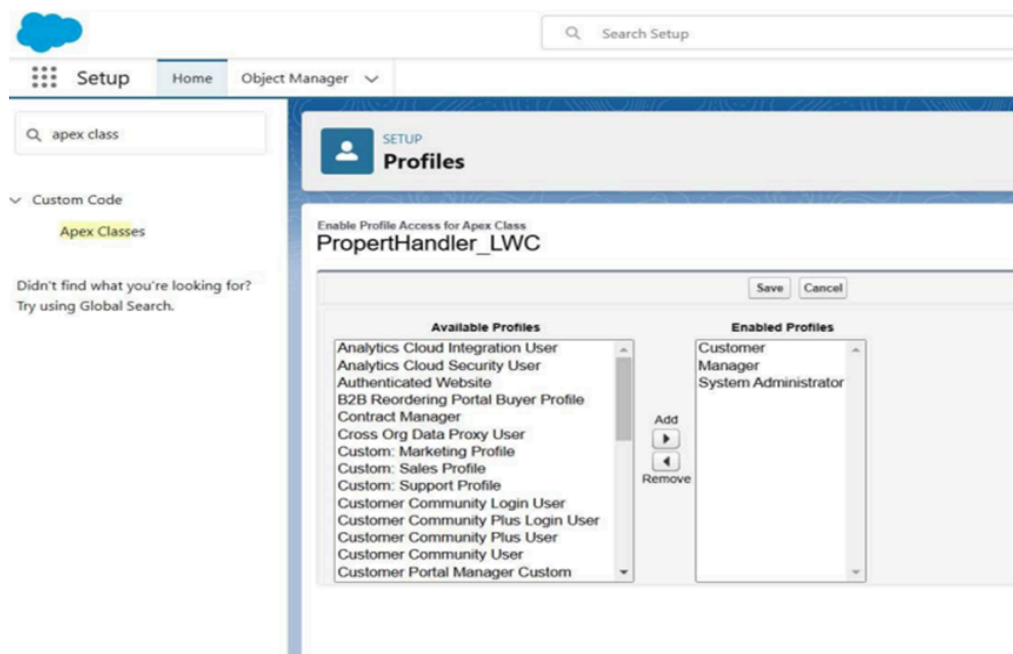 Search Setup
Setup Home Object Manager
apex class
SETUP
Profiles
Custom Code
Apex Classes
Didn't find what you're looking for?
Try using Global Search.
Enable Profile Access for Apex Class
PropertHandler_LWC
Save Cancel
Available Profiles Enabled Profiles
Analytics Cloud Integration User Customer
Analytics Cloud Security User Manager
Authenticated Website System Administrator
B2B Reordering Portal Buyer Profile
Contract Manager Add
Cross Org Data Proxy User
Custom: Marketing Profile
Custom: Sales Profile Remove
Custom: Support Profile
Customer Community Login User
Customer Community Plus Login User
Customer Community Plus User
Customer Community User
Customer Portal Manager Custom